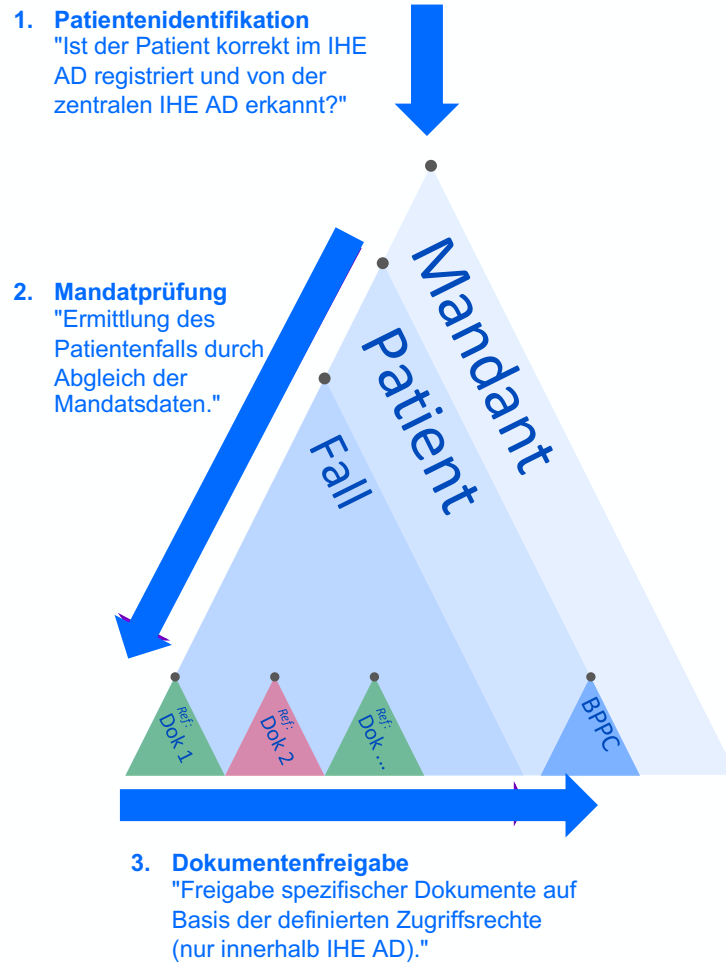 1. Patientenidentifikation
"Ist der Patient korrekt im IHE
AD registriert und von der
zentralen IHE AD erkannt?"
Mandant
2. Mandatprüfung
"Ermittlung des
Patientenfalls durch
Abgleich der
Mandatsdaten."
Patient
Fall
Ref:
Dok 1
Ref:
Dok 2
Ref:
Dok ...
BPPC
3. Dokumentenfreigabe
"Freigabe spezifischer Dokumente auf
Basis der definierten Zugriffsrechte
(nur innerhalb IHE AD)."